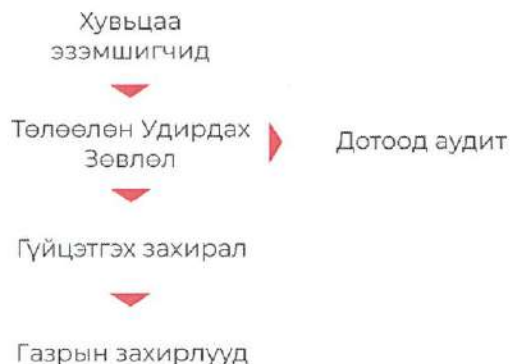 Хувьцаа
эзэмшигчид
Төлөөлөн Удирдах
Зөвлөл
Дотоод аудит
Гүйцэтгэх захирал
Газрын захирлууд